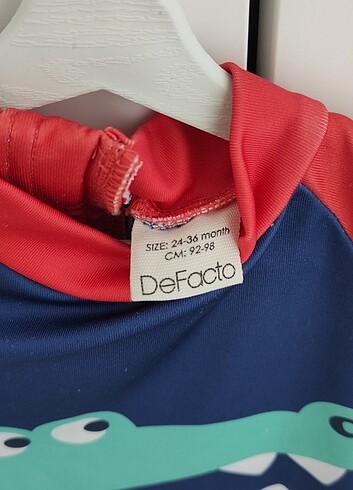 SIZE: 24-36 month
CM: 92-98
DeFacto